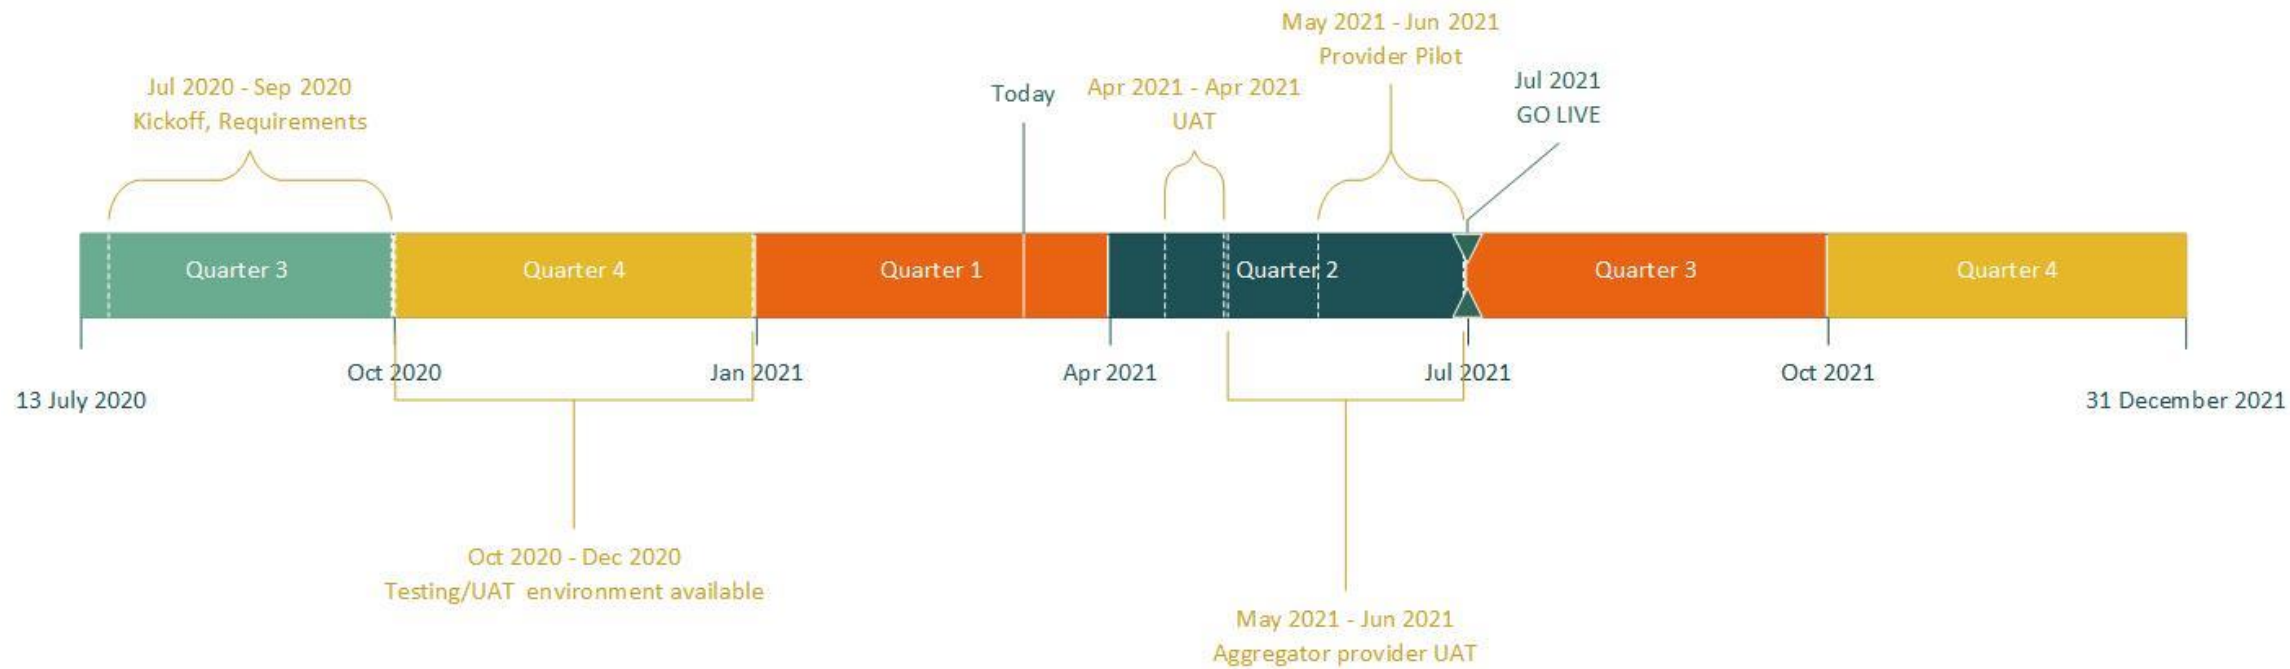 May 2021 - Jun 2021
Provider Pilot
Jul 2020 - Sep 2020
Kickoff, Requirements
Today
Apr 2021 - Apr 2021
UAT
Jul 2021
GO LIVE
Quarter 3
Quarter 4
Quarter 1
Quarter 2
Quarter 3
Quarter 4
13 July 2020
Oct 2020
Jan 2021
Apr 2021
Jul 2021
Oct 2021
31 December 2021
Oct 2020 - Dec 2020
Testing/UAT environment available
May 2021 - Jun 2021
Aggregator provider UAT